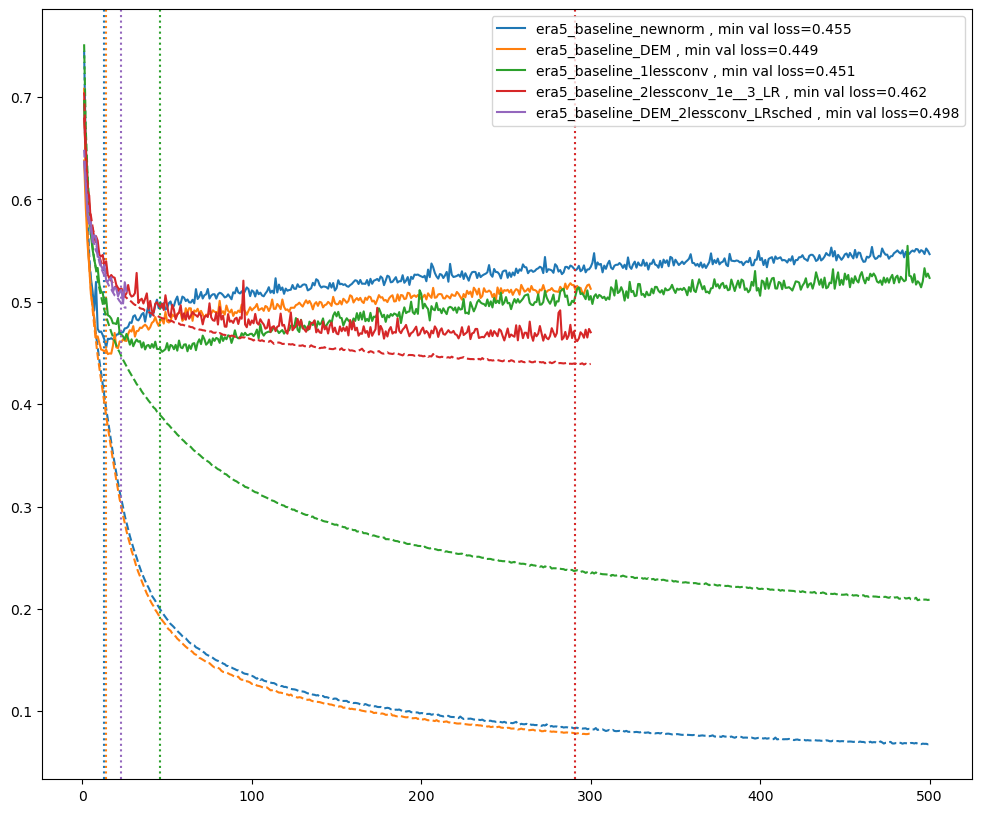 era5_baseline_newnorm , min val loss=0.455
era5_baseline_DEM , min val loss=0.449
era5_baseline_1lessconv , min val loss=0.451
era5_baseline_2lessconv_1e__3_LR , min val loss=0.462
era5_baseline_DEM_2lessconv_LRsched , min val loss=0.498
0.7
0.6
0.5
0.4
0.3
0.2
0.1
0 100 200 300 400 500